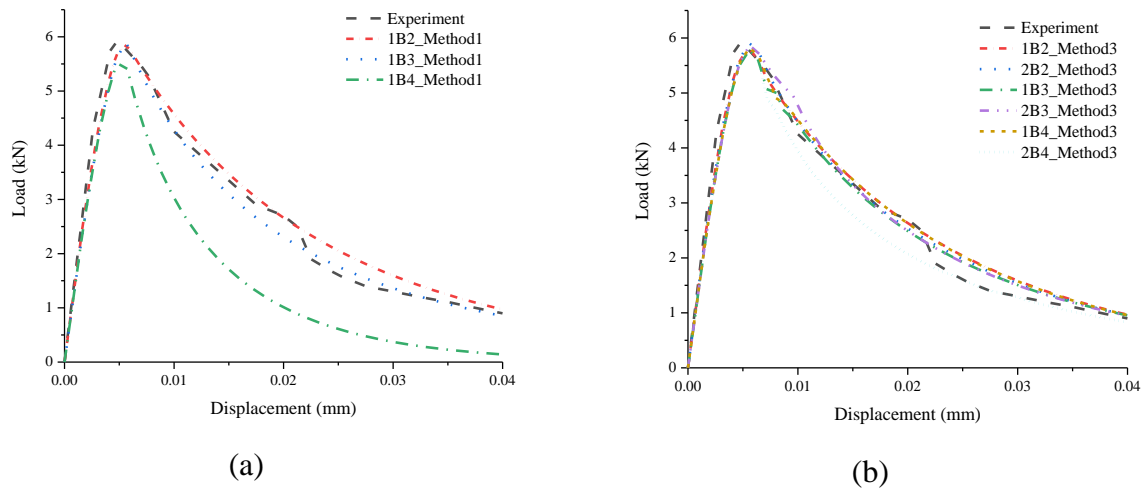 Experiment
1B2_Method1
1B3_Method1
1B4_Method1
6
5
4
3
2
1
0
Load (kN)
0.00 0.01 0.02 0.03 0.04
Displacement (mm)
(a)
Experiment
1B2_Method3
2B2_Method3
1B3_Method3
2B3_Method3
1B4_Method3
2B4_Method3
6
5
4
3
2
1
0
Load (kN)
0.00 0.01 0.02 0.03 0.04
Displacement (mm)
(b)